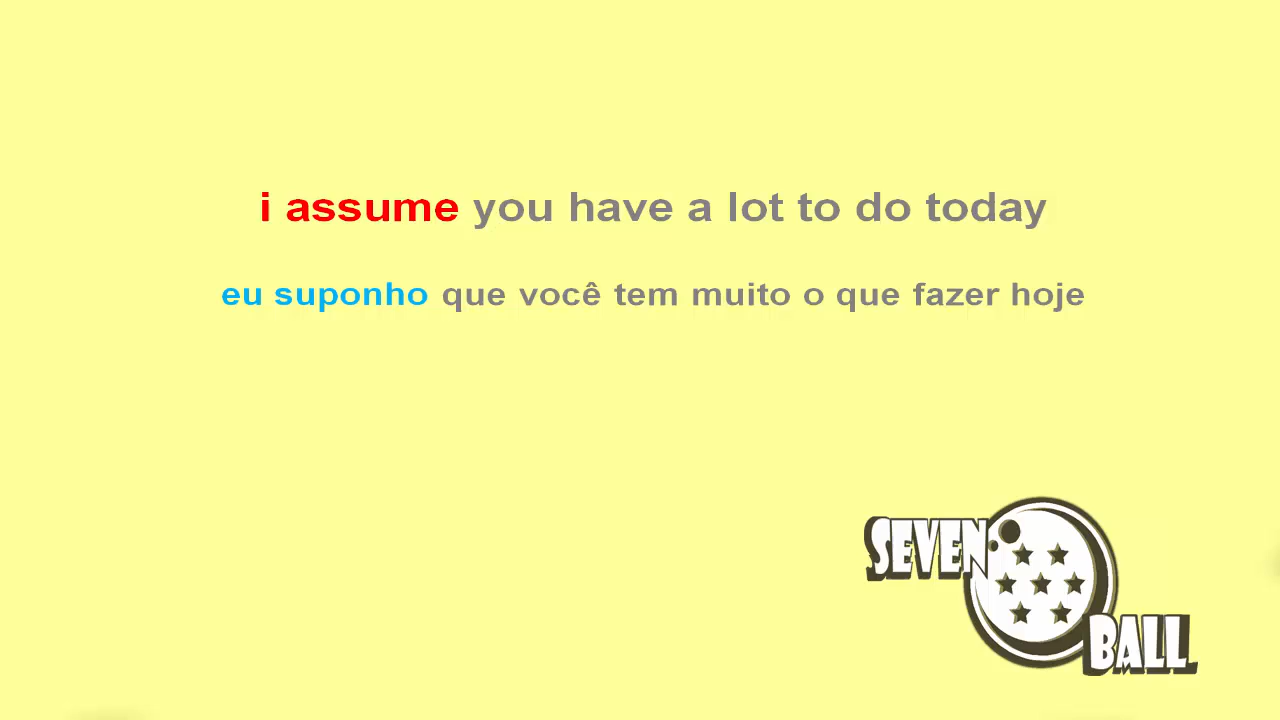 i assume you have a lot to do today
eu suponho que você tem muito o que fazer hoje
SEVEN
BALL